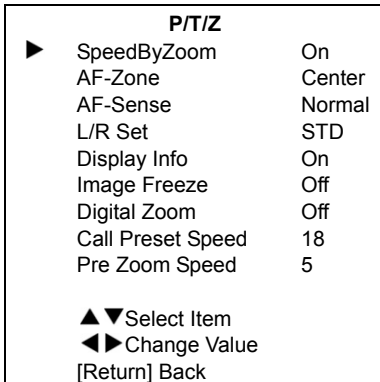 P/T/Z
▶ SpeedByZoom On
AF-Zone Center
AF-Sense Normal
L/R Set STD
Display Info On
Image Freeze Off
Digital Zoom Off
Call Preset Speed 18
Pre Zoom Speed 5
▲▼Select Item
◀▶Change Value
[Return] Back